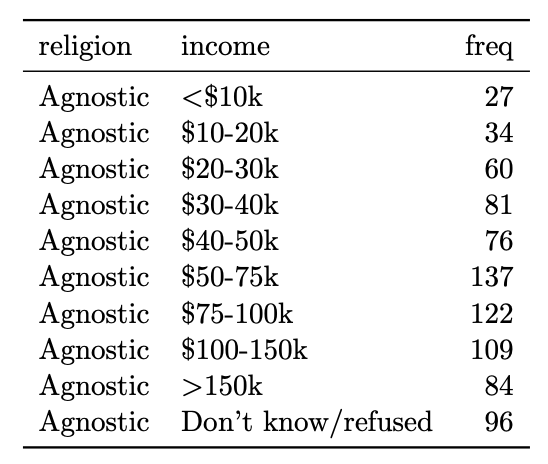 religion income freq
Agnostic <$10k 27
Agnostic $10-20k 34
Agnostic $20-30k 60
Agnostic $30-40k 81
Agnostic $40-50k 76
Agnostic $50-75k 137
Agnostic $75-100k 122
Agnostic $100-150k 109
Agnostic >150k 84
Agnostic Don’t know/refused 96